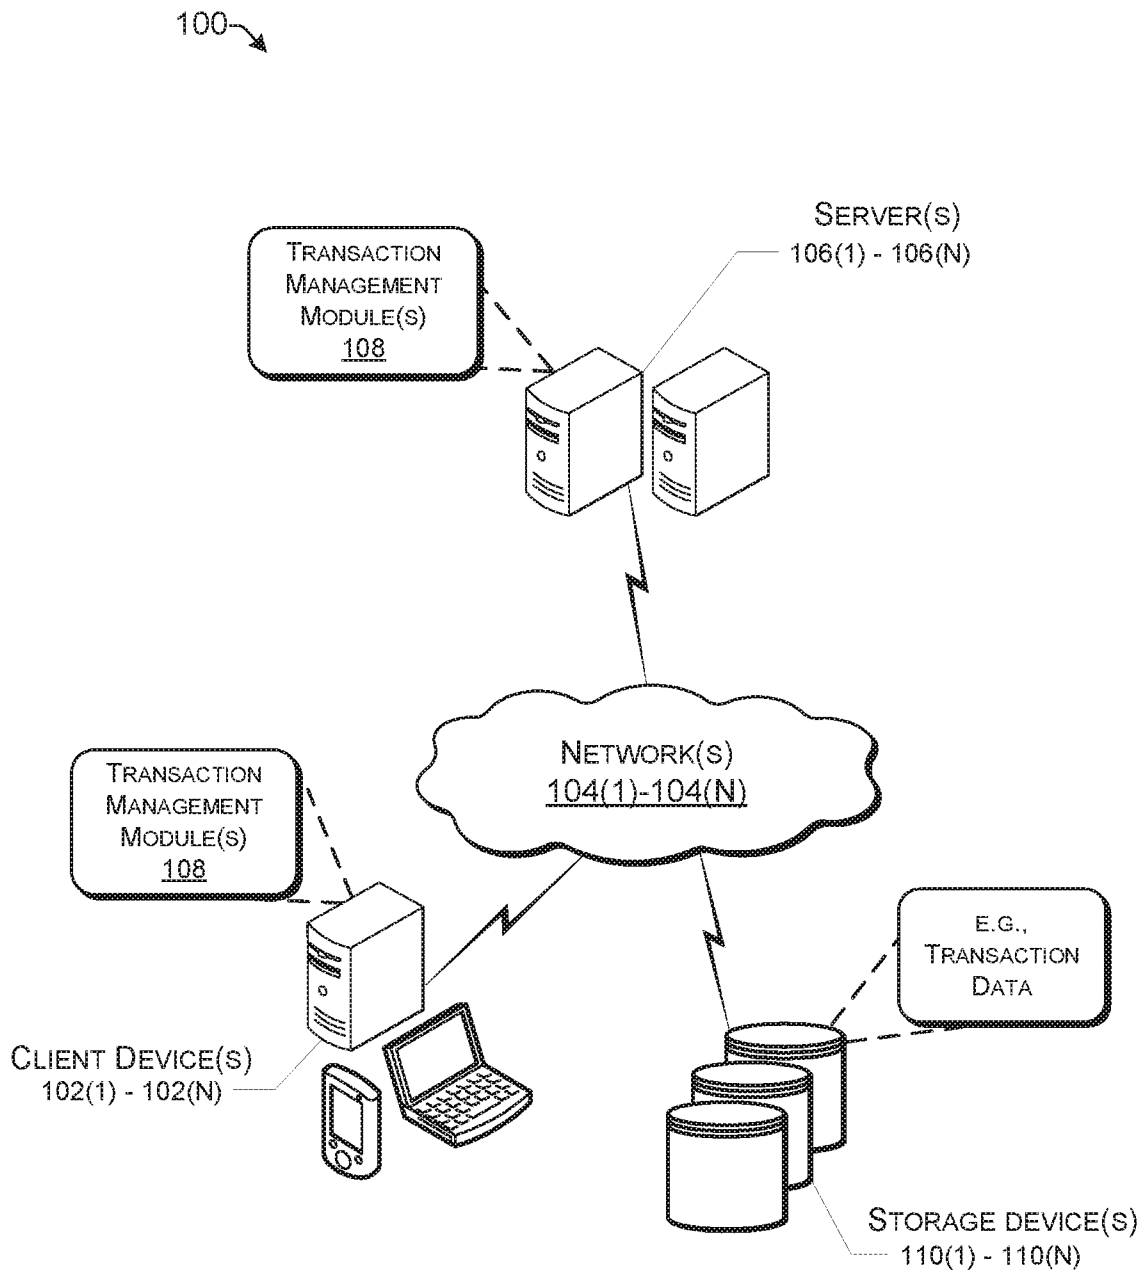 100
SERVER(S)
106(1) - 106(N)
TRANSACTION
MANAGEMENT
MODULE(S)
108
NETWORK(S)
104(1)-104(N)
TRANSACTION
MANAGEMENT
MODULE(S)
108
E.G.,
TRANSACTION
DATA
CLIENT DEVICE(S)
102(1) - 102(N)
STORAGE DEVICE(S)
110(1) - 110(N)